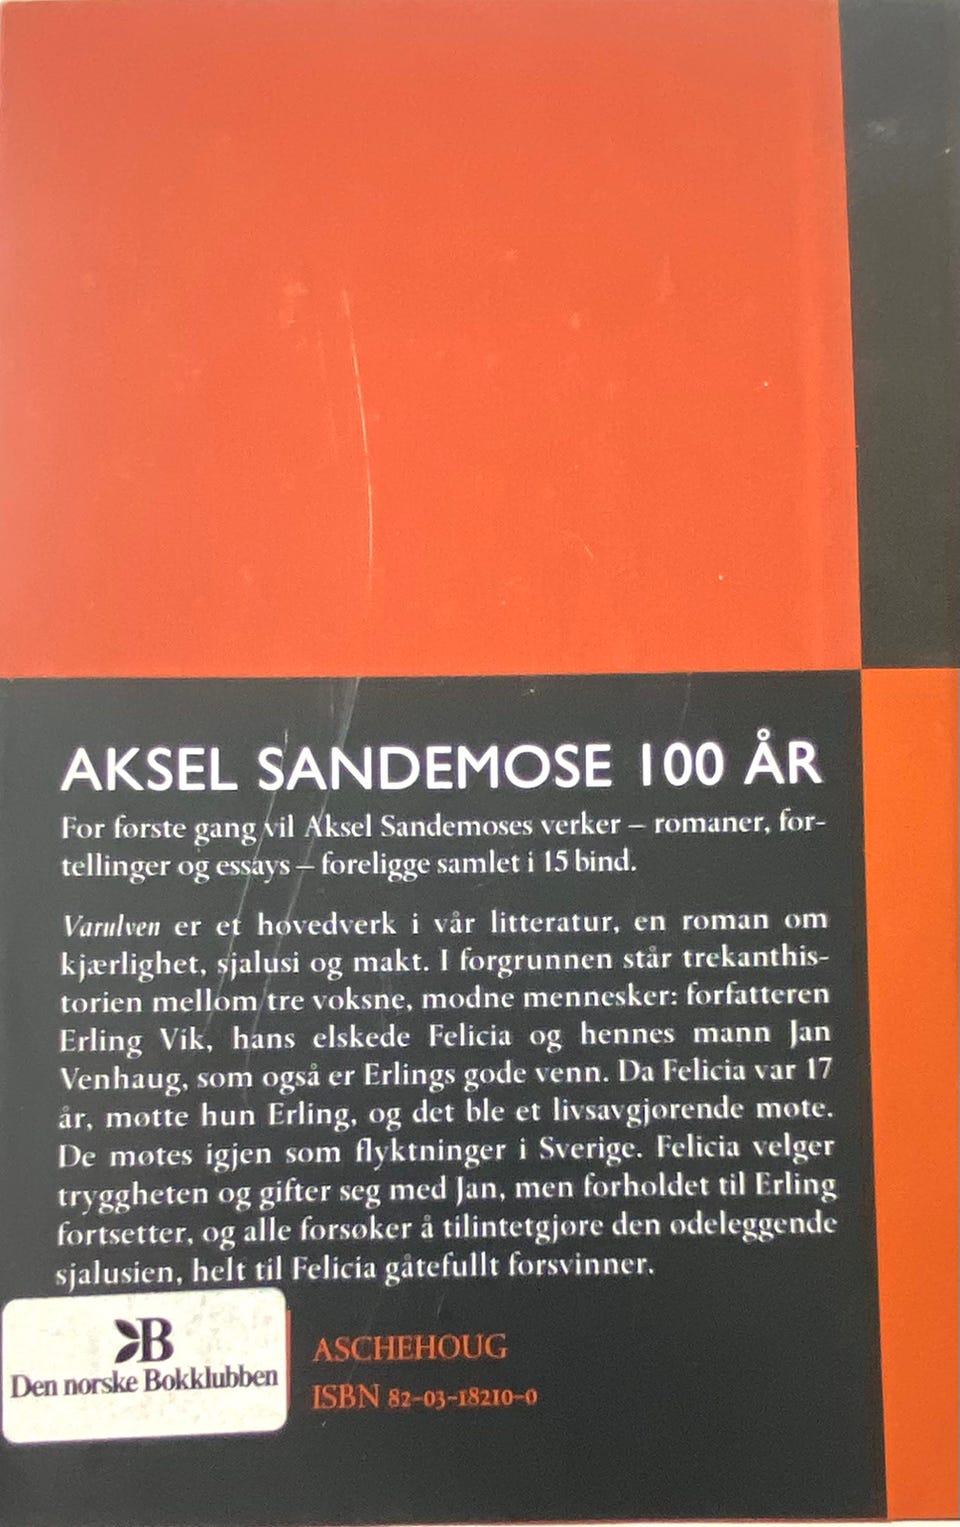 AKSEL SANDEMOSE 100 ÅR
For første gang vil Aksel Sandemoses verker – romaner, for-
tellinger og essays – foreligge samlet i 15 bind.
Varulven er et hovedverk i vår litteratur, en roman om
kjærlighet, sjalusi og makt. I forgrunnen står trekanthis-
torien mellom tre voksne, modne mennesker: forfatteren
Erling Vik, hans elskede Felicia og hennes mann Jan
Venhaug, som også er Erlings gode venn. Da Felicia var 17
år, møtte hun Erling, og det ble et livsavgjørende møte.
De møtes igjen som flyktninger i Sverige. Felicia velger
tryggheten og gifter seg med Jan, men forholdet til Erling
fortsetter, og alle forsøker å tilintetgjøre den ødeleggende
sjalusien, helt til Felicia gåtefullt forsvinner.
B
Den norske Bokklubben
ASCHEHOUG
ISBN 82-03-18210-0